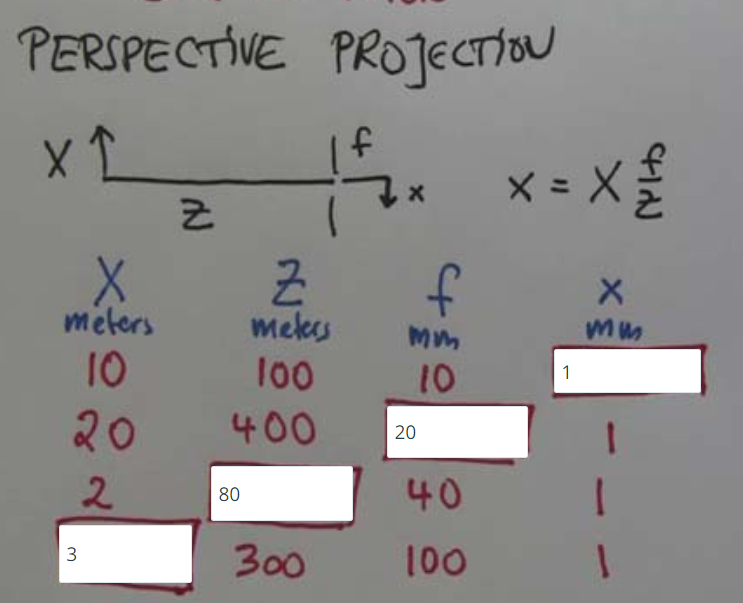 PERSPECTIVE PROJECTION
X f
Z x x = X f/Z
X Z f x
meters meters mm mm
10 100 10 1
20 400 20 1
2 80 40 1
3 300 100 1